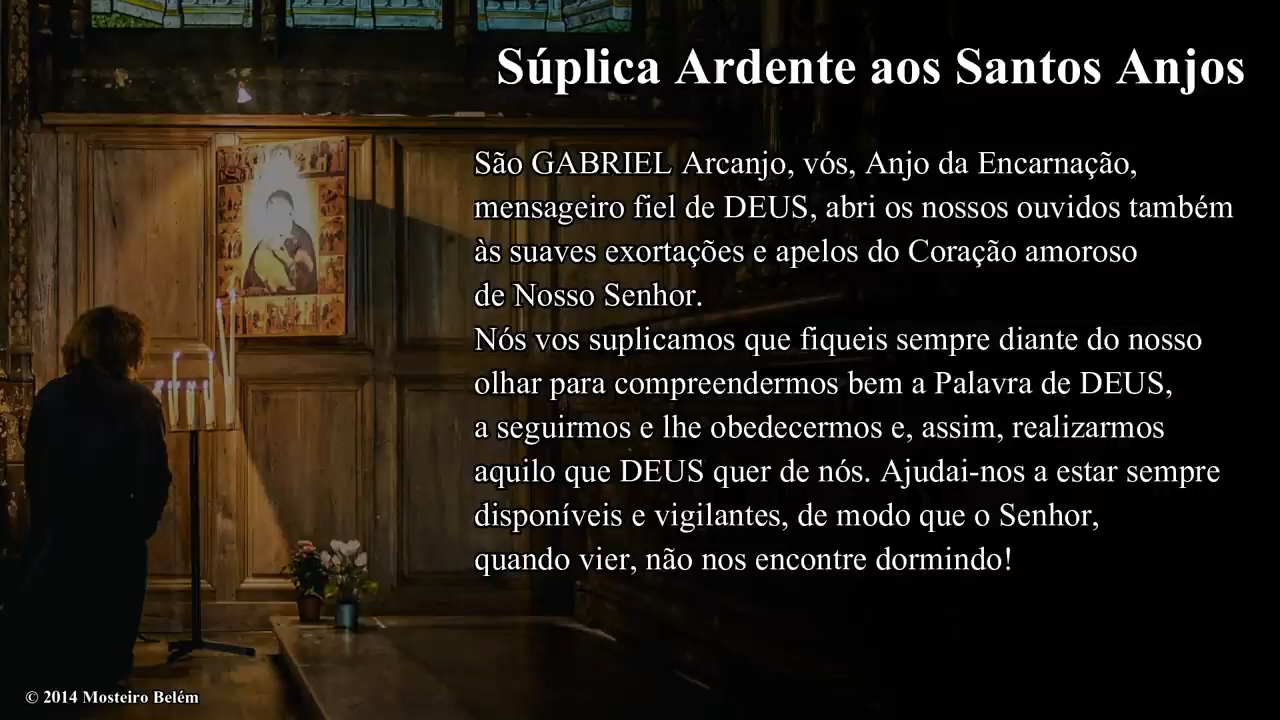 Súplica Ardente aos Santos Anjos
São GABRIEL Arcanjo, vós, Anjo da Encarnação,
mensageiro fiel de DEUS, abri os nossos ouvidos também
às suaves exortações e apelos do Coração amoroso
de Nosso Senhor.
Nós vos suplicamos que fiqueis sempre diante do nosso
olhar para compreendermos bem a Palavra de DEUS,
a seguirmos e lhe obedecermos e, assim, realizarmos
aquilo que DEUS quer de nós. Ajudai-nos a estar sempre
disponíveis e vigilantes, de modo que o Senhor,
quando vier, não nos encontre dormindo!
© 2014 Mosteiro Belém